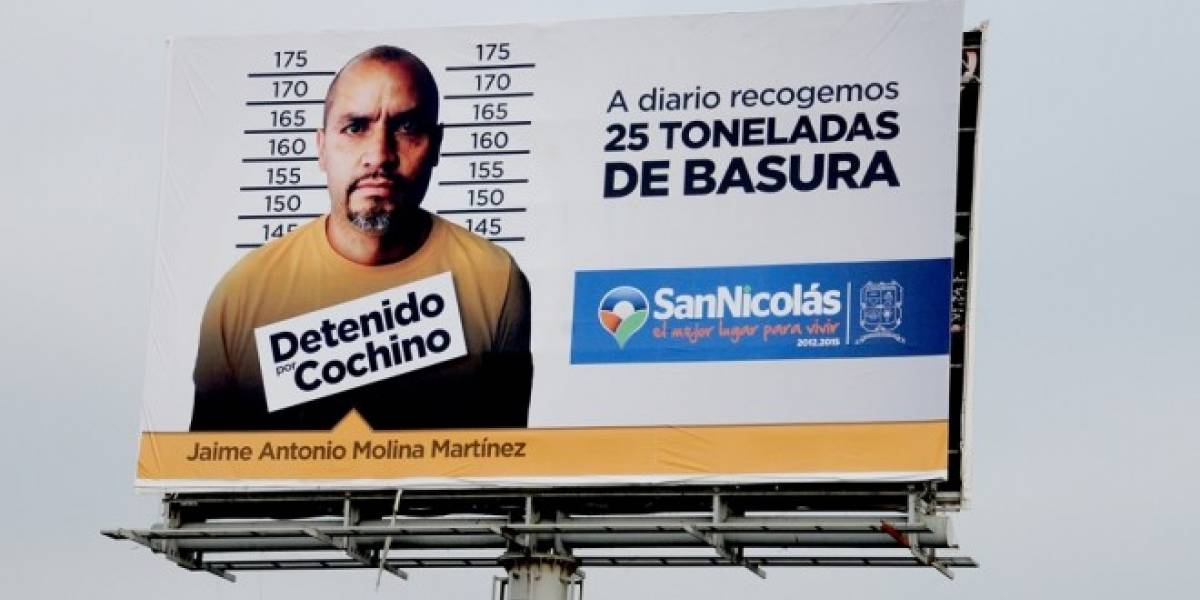 175 175
170 170
165 165
160 160
155 155
150 150
145 145
A diario recogemos
25 TONELADAS
DE BASURA
Detenido
por
Cochino
SanNicolás
el mejor lugar para vivir
2012.2015
Jaime Antonio Molina Martínez